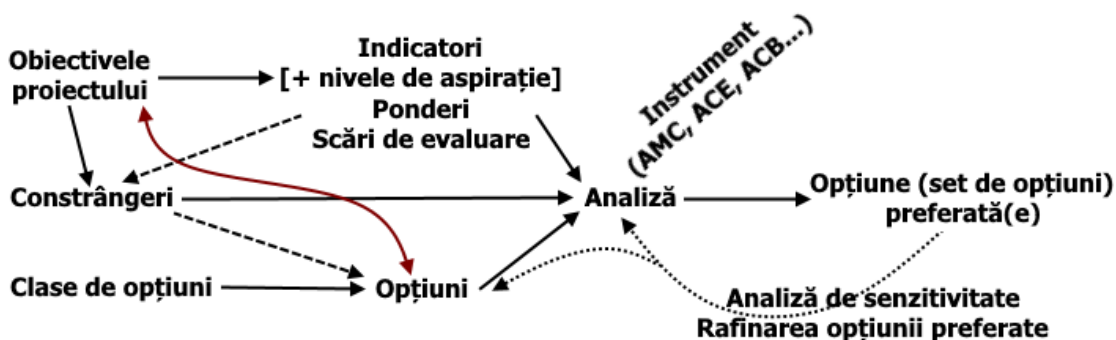 Obiectivele
proiectului
Indicatori
[+ nivele de aspirație]
Ponderi
Scări de evaluare
Instrument
(AMC, ACE, ACB...)
Constrângeri
Analiză
Opțiune (set de opțiuni)
preferată(e)
Clase de opțiuni
Opțiuni
Analiză de senzitivitate
Rafinarea opțiunii preferate